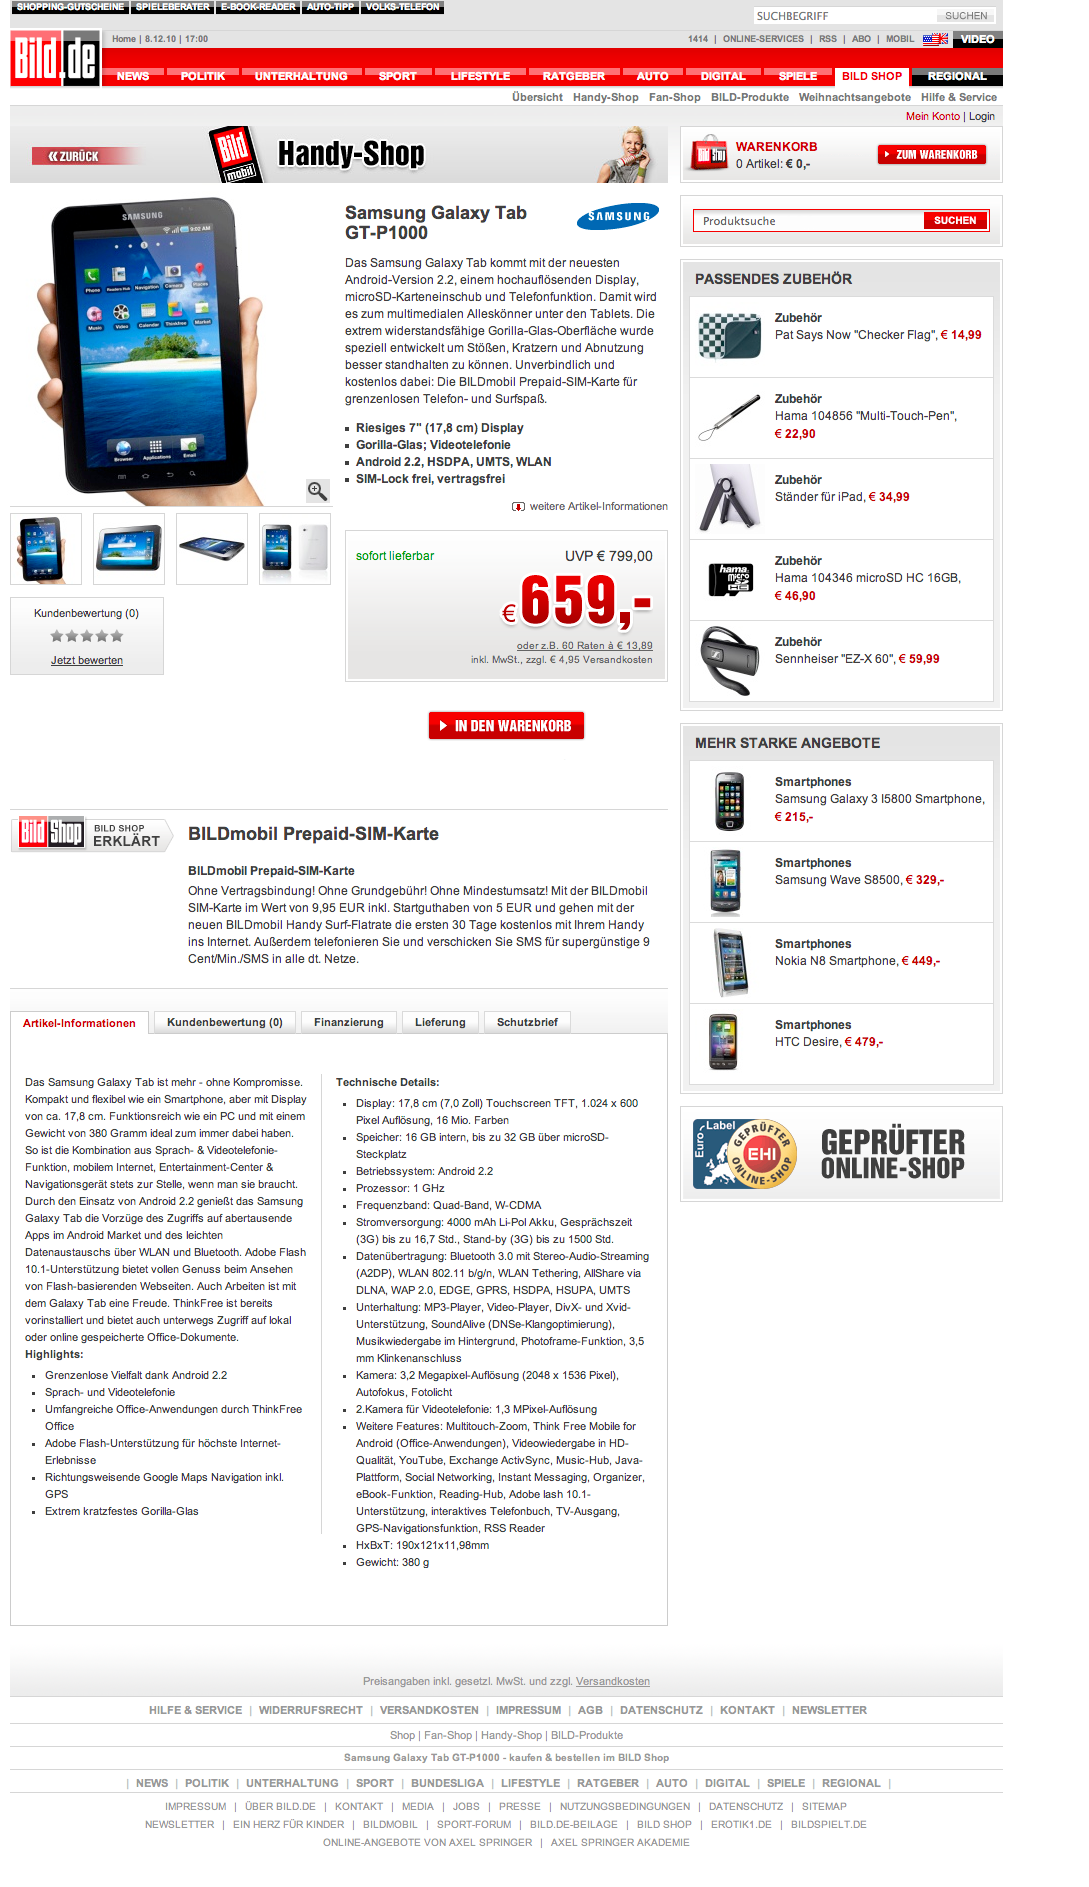 SHOPPING-GUTSCHEINE SPIELEBERATER E-BOOK-READER AUTO-TIPP VOLKS-TELEFON
SUCHBEGRIFF SUCHEN
Bild.de
Home | 8.12.10 | 17:00
1414 | ONLINE-SERVICES | RSS | ABO | MOBIL VIDEO
NEWS POLITIK UNTERHALTUNG SPORT LIFESTYLE RATGEBER AUTO DIGITAL SPIELE BILD SHOP REGIONAL
Übersicht Handy-Shop Fan-Shop BILD-Produkte Weihnachtsangebote Hilfe & Service
Mein Konto | Login
ZURÜCK
Bild mobil
Handy-Shop
WARENKORB
0 Artikel: € 0,-
ZUM WARENKORB
Produktsuche SUCHEN
Samsung Galaxy Tab
GT-P1000
SAMSUNG
Das Samsung Galaxy Tab kommt mit der neuesten
Android-Version 2.2, einem hochauflösenden Display,
microSD-Karteneinschub und Telefonfunktion. Damit wird
es zum multimedialen Alleskönner unter den Tablets. Die
extrem widerstandsfähige Gorilla-Glas-Oberfläche wurde
speziell entwickelt um Stößen, Kratzern und Abnutzung
besser standhalten zu können. Unverbindlich und
kostenlos dabei: Die BILDmobil Prepaid-SIM-Karte für
grenzenlosen Telefon- und Surfspaß.
Riesiges 7" (17,8 cm) Display
Gorilla-Glas; Videotelefonie
Android 2.2, HSDPA, UMTS, WLAN
SIM-Lock frei, vertragsfrei
weitere Artikel-Informationen
SAMSUNG
9:02 AM
Phone Readers Hub Navigation Camera
Music Video Calendar Thinkfree Market
Browser Applications Email
Kundenbewertung (0)
Jetzt bewerten
sofort lieferbar
UVP € 799,00
€ 659,-
oder z.B. 60 Raten à € 13,89
inkl. MwSt., zzgl. € 4,95 Versandkosten
IN DEN WARENKORB
PASSENDES ZUBEHÖR
Zubehör
Pat Says Now "Checker Flag", € 14,99
Zubehör
Hama 104856 "Multi-Touch-Pen",
€ 22,90
Zubehör
Ständer für iPad, € 34,99
Zubehör
Hama 104346 microSD HC 16GB,
€ 46,90
Zubehör
Sennheiser "EZ-X 60", € 59,99
MEHR STARKE ANGEBOTE
Smartphones
Samsung Galaxy 3 I5800 Smartphone,
€ 215,-
Smartphones
Samsung Wave S8500, € 329,-
Smartphones
Nokia N8 Smartphone, € 449,-
Smartphones
HTC Desire, € 479,-
Euro-Label
GEPRÜFTER
EHI
ONLINE-SHOP
GEPRÜFTER
ONLINE-SHOP
Bild Shop
BILD SHOP
ERKLÄRT
BILDmobil Prepaid-SIM-Karte
BILDmobil Prepaid-SIM-Karte
Ohne Vertragsbindung! Ohne Grundgebühr! Ohne Mindestumsatz! Mit der BILDmobil
SIM-Karte im Wert von 9,95 EUR inkl. Startguthaben von 5 EUR und gehen mit der
neuen BILDmobil Handy Surf-Flatrate die ersten 30 Tage kostenlos mit Ihrem Handy
ins Internet. Außerdem telefonieren Sie und verschicken Sie SMS für supergünstige 9
Cent/Min./SMS in alle dt. Netze.
Artikel-Informationen Kundenbewertung (0) Finanzierung Lieferung Schutzbrief
Das Samsung Galaxy Tab ist mehr - ohne Kompromisse.
Kompakt und flexibel wie ein Smartphone, aber mit Display
von ca. 17,8 cm. Funktionsreich wie ein PC und mit einem
Gewicht von 380 Gramm ideal zum immer dabei haben.
So ist die Kombination aus Sprach- & Videotelefonie-
Funktion, mobilem Internet, Entertainment-Center &
Navigationsgerät stets zur Stelle, wenn man sie braucht.
Durch den Einsatz von Android 2.2 genießt das Samsung
Galaxy Tab die Vorzüge des Zugriffs auf abertausende
Apps im Android Market und des leichten
Datenaustauschs über WLAN und Bluetooth. Adobe Flash
10.1-Unterstützung bietet vollen Genuss beim Ansehen
von Flash-basierenden Webseiten. Auch Arbeiten ist mit
dem Galaxy Tab eine Freude. ThinkFree ist bereits
vorinstalliert und bietet auch unterwegs Zugriff auf lokal
oder online gespeicherte Office-Dokumente.
Highlights:
Grenzenlose Vielfalt dank Android 2.2
Sprach- und Videotelefonie
Umfangreiche Office-Anwendungen durch ThinkFree
Office
Adobe Flash-Unterstützung für höchste Internet-
Erlebnisse
Richtungsweisende Google Maps Navigation inkl.
GPS
Extrem kratzfestes Gorilla-Glas
Technische Details:
Display: 17,8 cm (7,0 Zoll) Touchscreen TFT, 1.024 x 600
Pixel Auflösung, 16 Mio. Farben
Speicher: 16 GB intern, bis zu 32 GB über microSD-
Steckplatz
Betriebssystem: Android 2.2
Prozessor: 1 GHz
Frequenzband: Quad-Band, W-CDMA
Stromversorgung: 4000 mAh Li-Pol Akku, Gesprächszeit
(3G) bis zu 16,7 Std., Stand-by (3G) bis zu 1500 Std.
Datenübertragung: Bluetooth 3.0 mit Stereo-Audio-Streaming
(A2DP), WLAN 802.11 b/g/n, WLAN Tethering, AllShare via
DLNA, WAP 2.0, EDGE, GPRS, HSDPA, HSUPA, UMTS
Unterhaltung: MP3-Player, Video-Player, DivX- und Xvid-
Unterstützung, SoundAlive (DNSe-Klangoptimierung),
Musikwiedergabe im Hintergrund, Photoframe-Funktion, 3,5
mm Klinkenanschluss
Kamera: 3,2 Megapixel-Auflösung (2048 x 1536 Pixel),
Autofokus, Fotolicht
2.Kamera für Videotelefonie: 1,3 MPixel-Auflösung
Weitere Features: Multitouch-Zoom, Think Free Mobile for
Android (Office-Anwendungen), Videowiedergabe in HD-
Qualität, YouTube, Exchange ActivSync, Music-Hub, Java-
Plattform, Social Networking, Instant Messaging, Organizer,
eBook-Funktion, Reading-Hub, Adobe lash 10.1-
Unterstützung, interaktives Telefonbuch, TV-Ausgang,
GPS-Navigationsfunktion, RSS Reader
HxBxT: 190x121x11,98mm
Gewicht: 380 g
Preisangaben inkl. gesetzl. MwSt. und zzgl. Versandkosten
HILFE & SERVICE | WIDERRUFSRECHT | VERSANDKOSTEN | IMPRESSUM | AGB | DATENSCHUTZ | KONTAKT | NEWSLETTER
Shop | Fan-Shop | Handy-Shop | BILD-Produkte
Samsung Galaxy Tab GT-P1000 - kaufen & bestellen im BILD Shop
| NEWS | POLITIK | UNTERHALTUNG | SPORT | BUNDESLIGA | LIFESTYLE | RATGEBER | AUTO | DIGITAL | SPIELE | REGIONAL |
IMPRESSUM | ÜBER BILD.DE | KONTAKT | MEDIA | JOBS | PRESSE | NUTZUNGSBEDINGUNGEN | DATENSCHUTZ | SITEMAP
NEWSLETTER | EIN HERZ FÜR KINDER | BILDMOBIL | SPORT-FORUM | BILD.DE-BEILAGE | BILD SHOP | EROTIK1.DE | BILDSPIELT.DE
ONLINE-ANGEBOTE VON AXEL SPRINGER | AXEL SPRINGER AKADEMIE